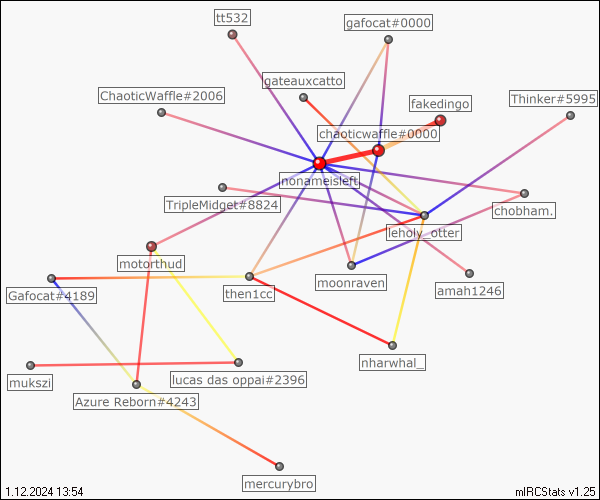 tt532
gafocat#0000
gateauxcatto
ChaoticWaffle#2006
fakedingo
Thinker#5995
chaoticwaffle#0000
nonameisleft
TripleMidget#8824
chobham.
leholy_otter
motorthud
moonraven
amah1246
Gafocat#4189
then1cc
nharwhal_
mukszi
lucas das oppai#2396
Azure Reborn#4243
mercurybro
1.12.2024 13:54
mIRCStats v1.25